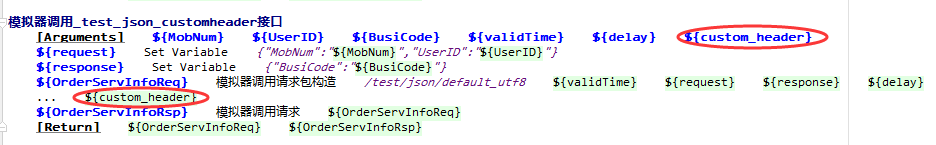 模拟器调用_test_json_customheader接口
[Arguments] ${MobNum} ${UserID} ${BusiCode} ${validTime} ${delay} ${custom_header}
${request} Set Variable {"MobNum":"${MobNum}","UserID":"${UserID}"}
${response} Set Variable {"BusiCode":"${BusiCode}"}
${OrderServInfoReq} 模拟器调用请求包构造 /test/json/default_utf8 ${validTime} ${request} ${response} ${delay}
... ${custom_header}
${OrderServInfoRsp} 模拟器调用请求 ${OrderServInfoReq}
[Return] ${OrderServInfoReq} ${OrderServInfoRsp}